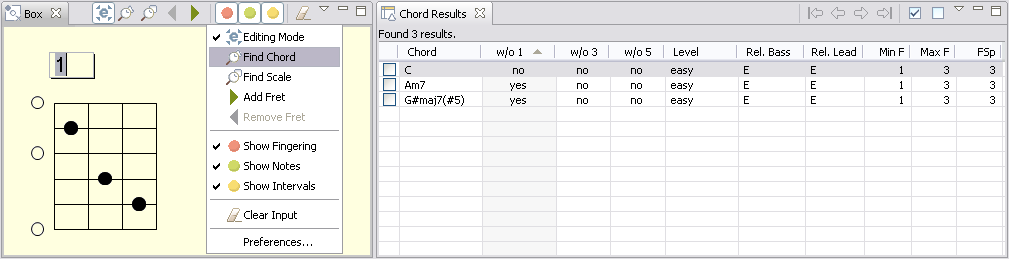 Box
Editing Mode
Find Chord
Find Scale
Add Fret
Remove Fret
Show Fingering
Show Notes
Show Intervals
Clear Input
Preferences...
1
Chord Results
Found 3 results.
Chord w/o 1 w/o 3 w/o 5 Level Rel. Bass Rel. Lead Min F Max F FSp
C no no no easy E E 1 3 3
Am7 yes no no easy E E 1 3 3
G#maj7(#5) yes no no easy E E 1 3 3